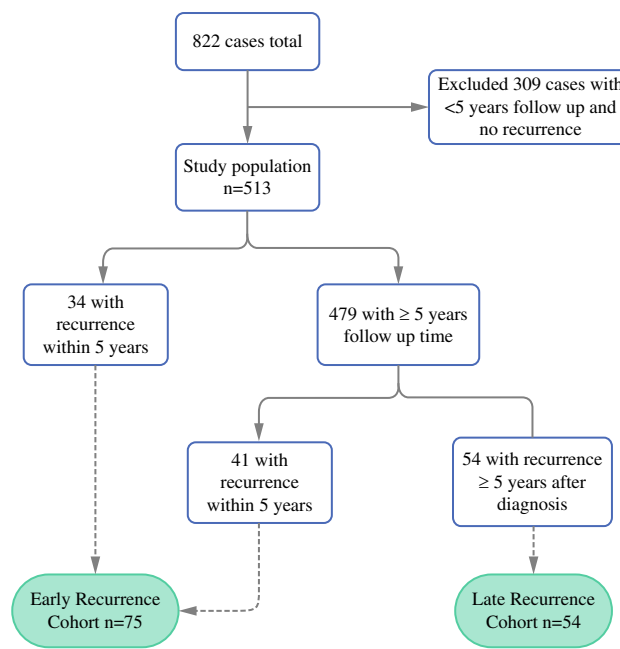 822 cases total
Excluded 309 cases with
<5 years follow up and
no recurrence
Study population
n=513
34 with
recurrence
within 5 years
479 with ≥ 5 years
follow up time
41 with
recurrence
within 5 years
54 with recurrence
≥ 5 years after
diagnosis
Early Recurrence
Cohort n=75
Late Recurrence
Cohort n=54